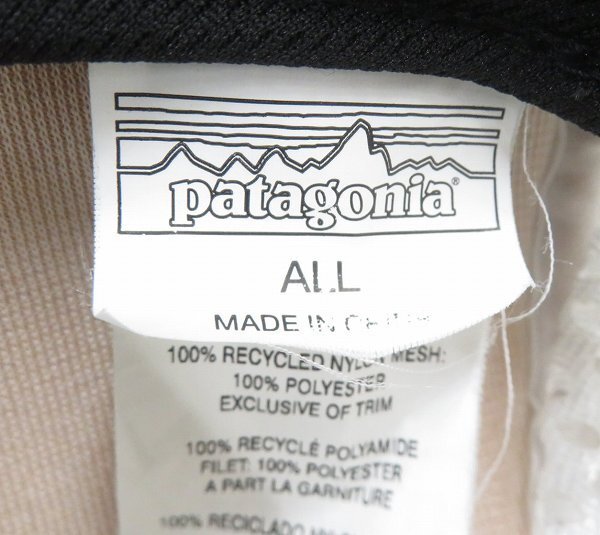 patagonia®
ALL
MADE IN
100% RECYCLED NYLON MESH:
100% POLYESTER
EXCLUSIVE OF TRIM
100% RECYCLÉ POLYAMIDE
FILET: 100% POLYESTER
A PART LA GARNITURE
100% RECICLADO